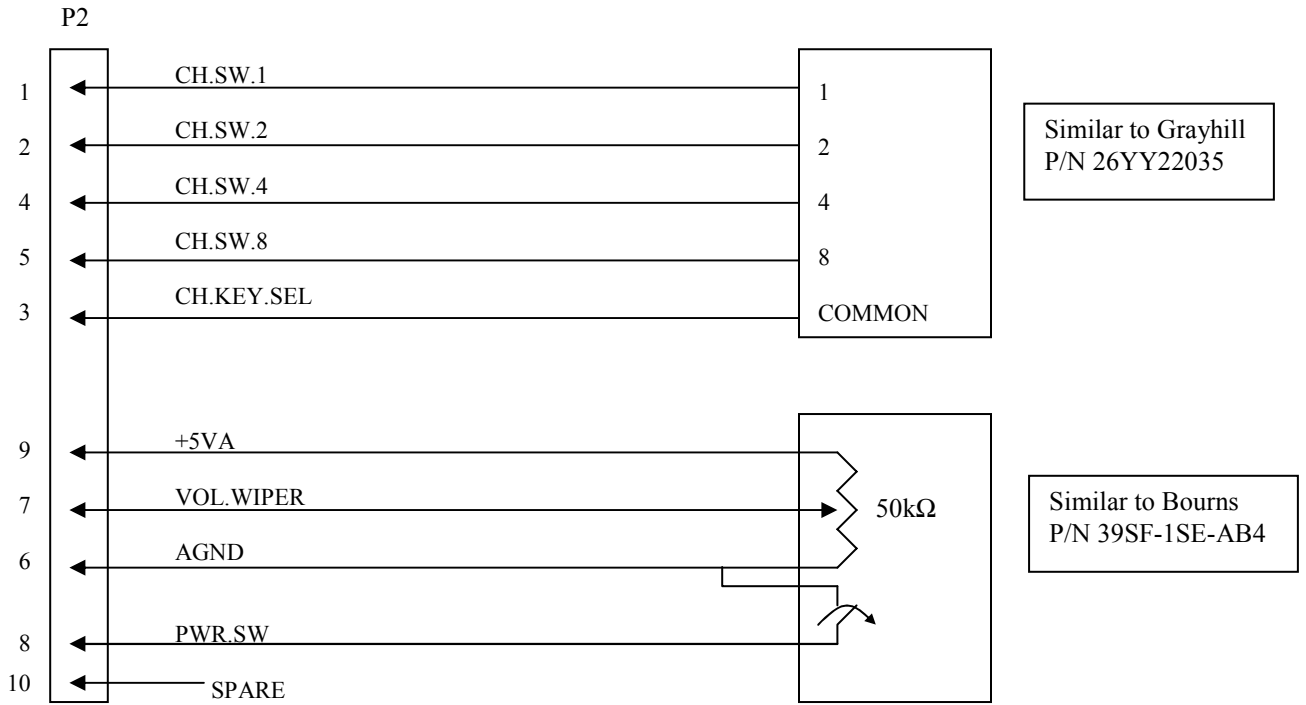 P2
1
CH.SW.1
1
2
CH.SW.2
2
4
CH.SW.4
4
5
CH.SW.8
8
3
CH.KEY.SEL
COMMON
Similar to Grayhill
P/N 26YY22035
9
+5VA
7
VOL.WIPER
50kΩ
6
AGND
8
PWR.SW
10
SPARE
Similar to Bourns
P/N 39SF-1SE-AB4